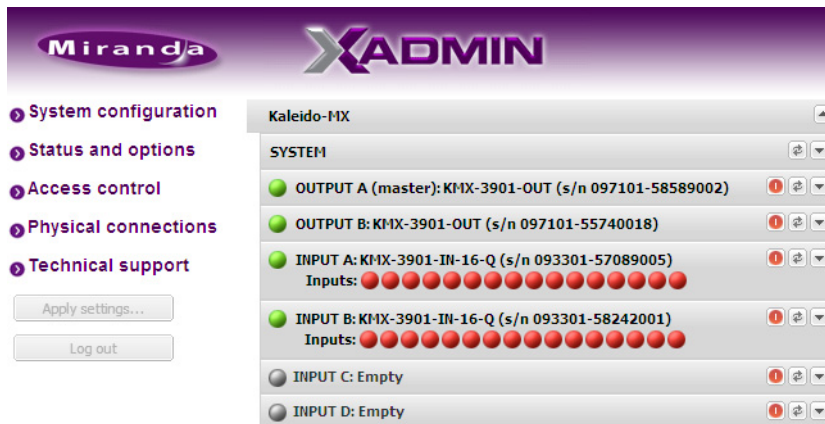 Miranda
XADMIN
System configuration
Status and options
Access control
Physical connections
Technical support
Apply settings...
Log out
Kaleido-MX
SYSTEM
OUTPUT A (master): KMX-3901-OUT (s/n 097101-58589002)
OUTPUT B: KMX-3901-OUT (s/n 097101-55740018)
INPUT A: KMX-3901-IN-16-Q (s/n 093301-57089005)
Inputs:
INPUT B: KMX-3901-IN-16-Q (s/n 093301-58242001)
Inputs:
INPUT C: Empty
INPUT D: Empty